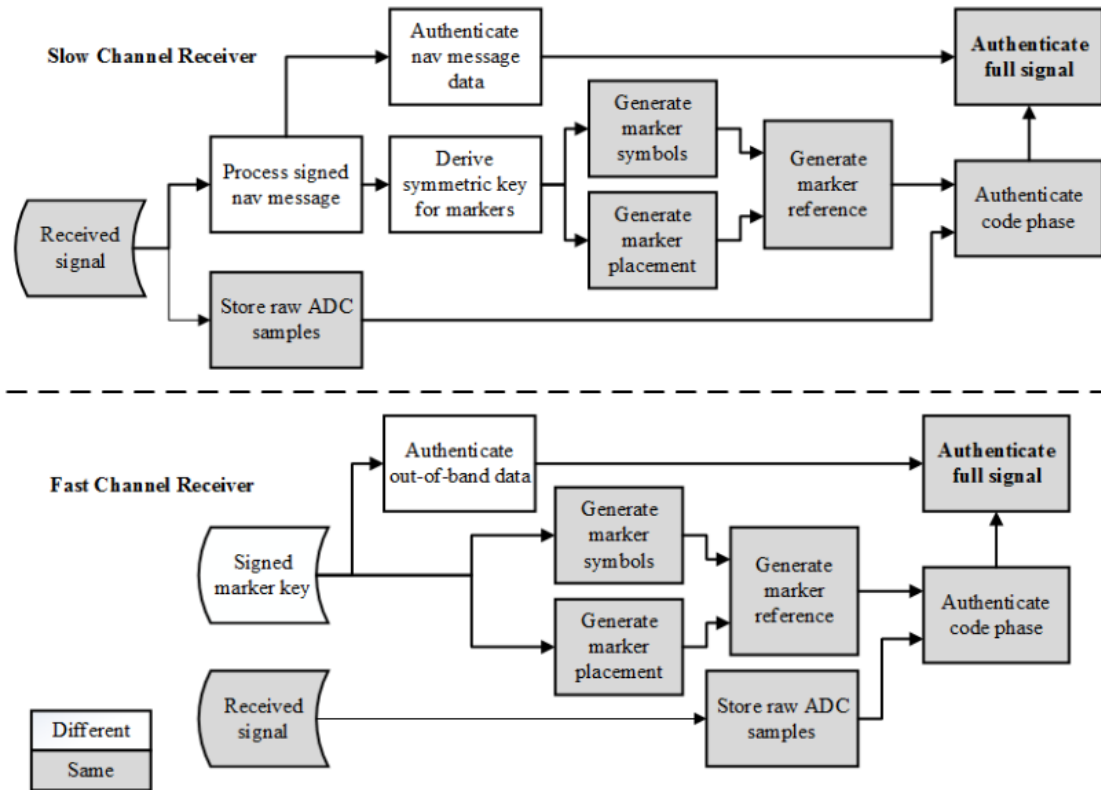 Slow Channel Receiver
Authenticate
nav message
data
Authenticate
full signal
Generate
marker
symbols
Process signed
nav message
Derive
symmetric key
for markers
Generate
marker
reference
Generate
marker
placement
Authenticate
code phase
Received
signal
Store raw ADC
samples
Fast Channel Receiver
Authenticate
out-of-band data
Authenticate
full signal
Signed
marker key
Generate
marker
symbols
Generate
marker
reference
Generate
marker
placement
Authenticate
code phase
Received
signal
Store raw ADC
samples
Different
Same